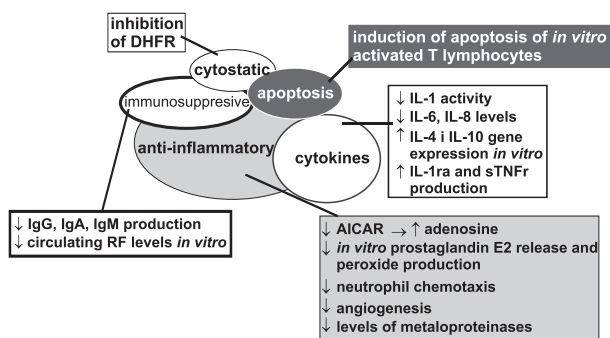 inhibition
of DHFR
induction of apoptosis of in vitro
activated T lymphocytes
cytostatic
apoptosis
immunosuppresive
anti-inflammatory
cytokines
↓ IL-1 activity
↓ IL-6, IL-8 levels
↑ IL-4 i IL-10 gene
expression in vitro
↑ IL-1ra and sTNFr
production
↓ IgG, IgA, IgM production
↓ circulating RF levels in vitro
↓ AICAR → ↑ adenosine
↓ in vitro prostaglandin E2 release and
peroxide production
↓ neutrophil chemotaxis
↓ angiogenesis
↓ levels of metaloproteinases